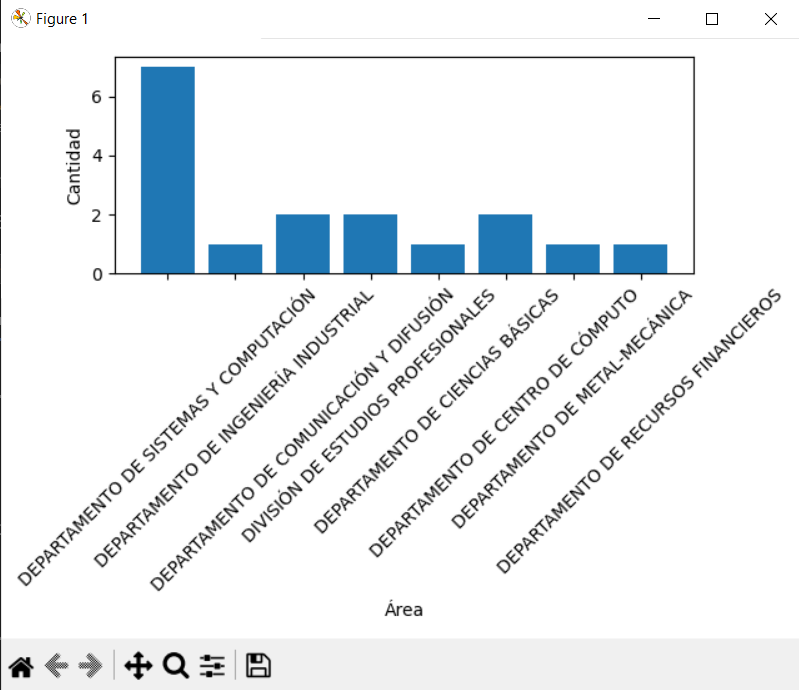 Figure 1
6
4
2
0
Cantidad
DEPARTAMENTO DE SISTEMAS Y COMPUTACIÓN
DEPARTAMENTO DE INGENIERÍA INDUSTRIAL
DEPARTAMENTO DE COMUNICACIÓN Y DIFUSIÓN
DIVISIÓN DE ESTUDIOS PROFESIONALES
DEPARTAMENTO DE CIENCIAS BÁSICAS
DEPARTAMENTO DE CENTRO DE CÓMPUTO
DEPARTAMENTO DE METAL-MECÁNICA
DEPARTAMENTO DE RECURSOS FINANCIEROS
Área